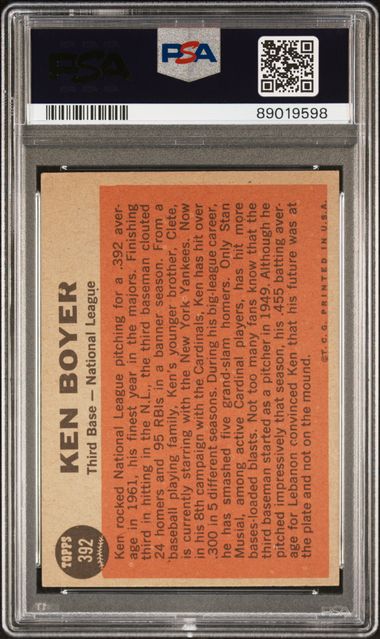 PSA
PSA
89019598
TOPPS
392
KEN BOYER
Third Base — National League
Ken rocked National League pitching for a .392 aver-
age in 1961, his finest year in the majors. Finishing
third in hitting in the N.L., the third baseman clouted
24 homers and 95 RBIs in a banner season. From a
baseball playing family, Ken's younger brother, Clete,
is currently starring with the New York Yankees. Now
in his 8th campaign with the Cardinals, Ken has hit over
.300 in 5 different seasons. During his big-league career,
he has smashed five grand-slam homers. Only Stan
Musial, among active Cardinal players, has hit more
bases-loaded blasts. Not too many fans know that the
third baseman started as a pitcher in 1949. Although he
pitched impressively that season, his .455 batting aver-
age for Lebanon convinced Ken that his future was at
the plate and not on the mound.
© T.C.G. PRINTED IN U.S.A.